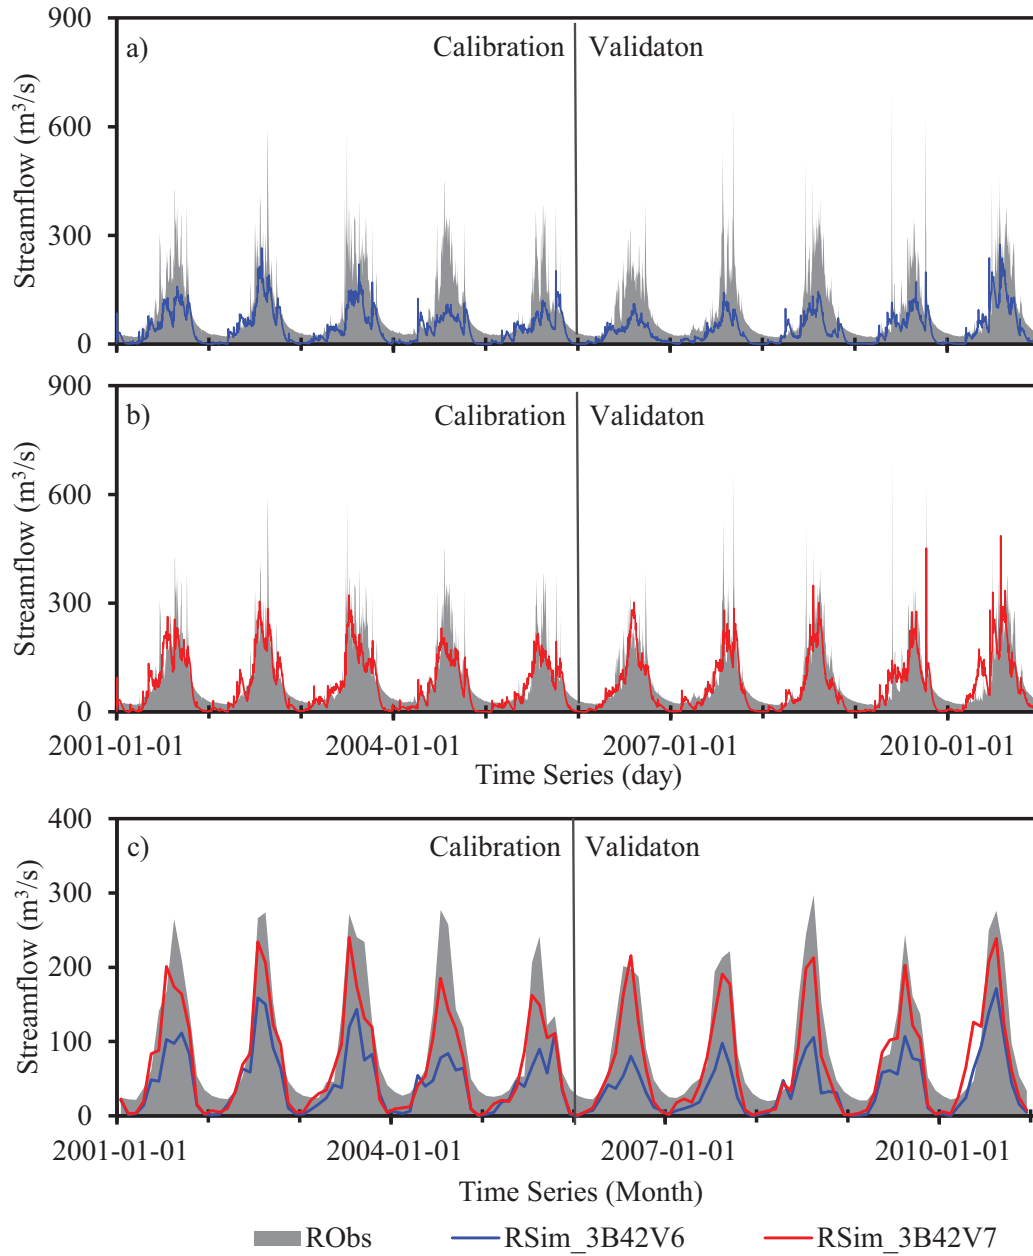 900
a)
Calibration
Validaton
600
300
0
Streamflow (m³/s)
900
b)
Calibration
Validaton
600
300
0
Streamflow (m³/s)
2001-01-01
2004-01-01
2007-01-01
2010-01-01
Time Series (day)
400
c)
Calibration
Validaton
300
200
100
0
Streamflow (m³/s)
2001-01-01
2004-01-01
2007-01-01
2010-01-01
Time Series (Month)
RObs
RSim_3B42V6
RSim_3B42V7